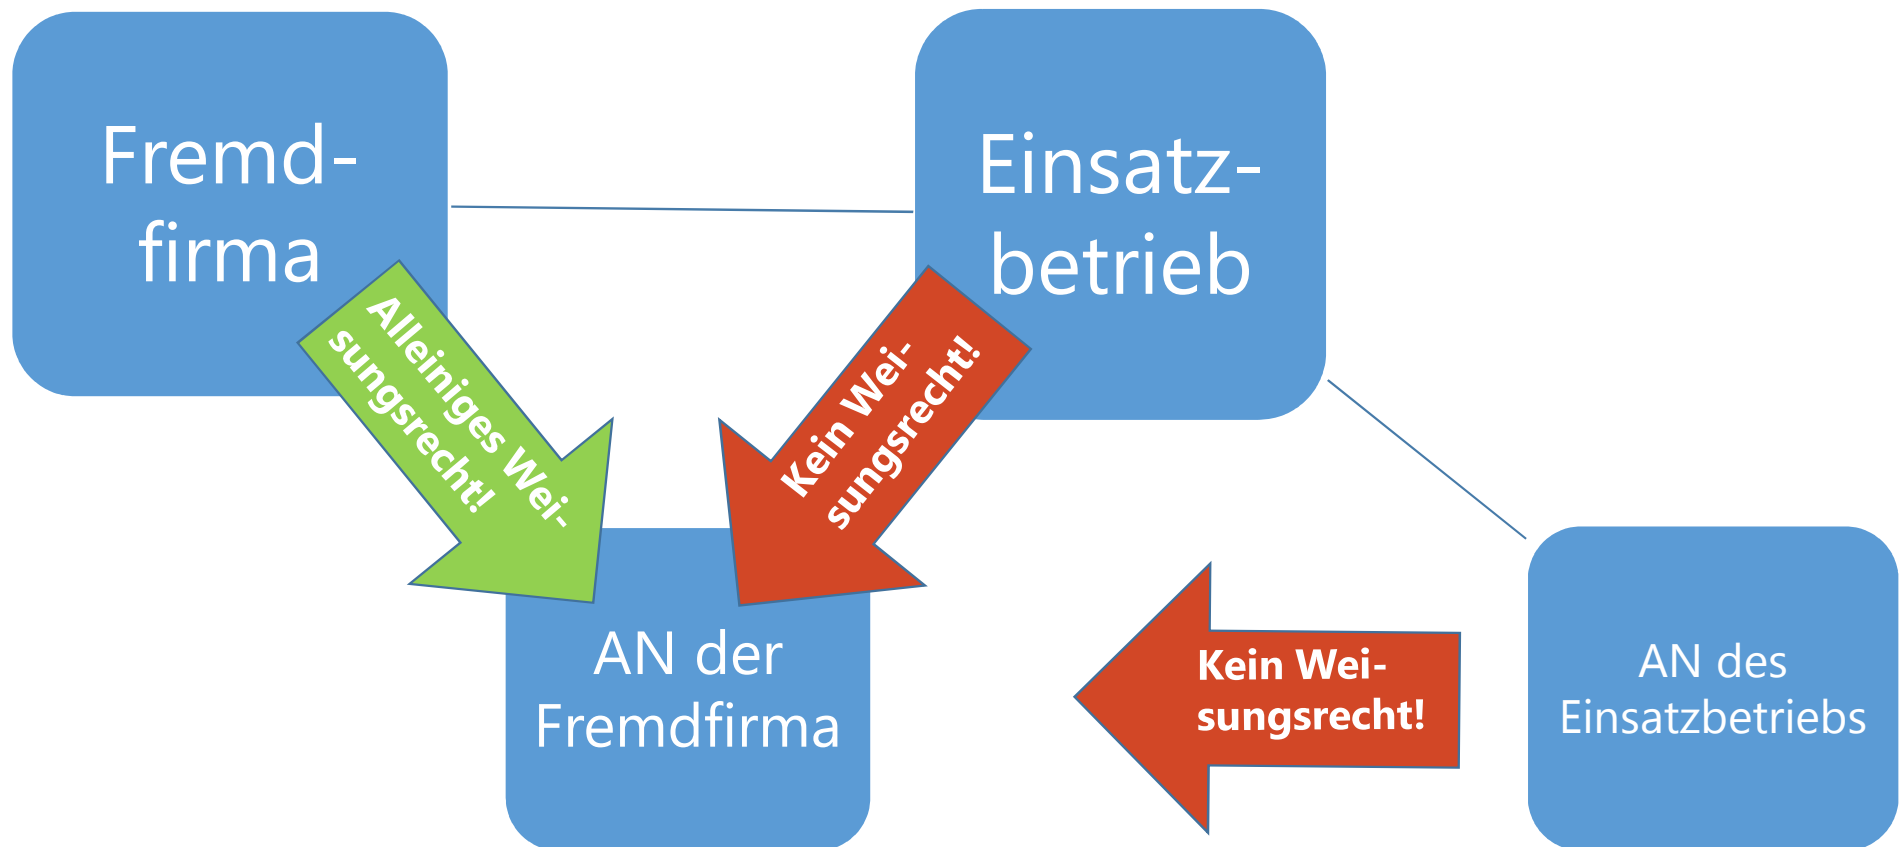 Fremd-
firma
Einsatz-
betrieb
Alleiniges Wei-
sungsrecht!
Kein Wei-
sungsrecht!
AN der
Fremdfirma
Kein Wei-
sungsrecht!
AN des
Einsatzbetriebs